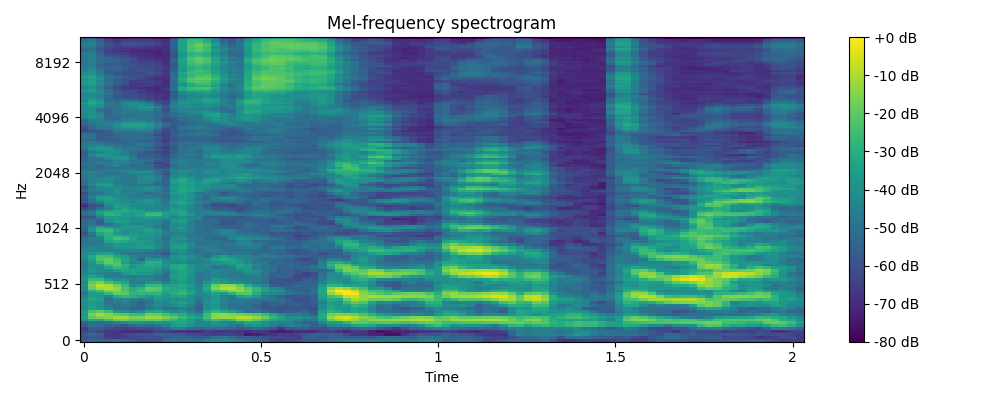 Mel-frequency spectrogram
8192
4096
2048
1024
512
0
Hz
0
0.5
1
1.5
2
Time
+0 dB
-10 dB
-20 dB
-30 dB
-40 dB
-50 dB
-60 dB
-70 dB
-80 dB